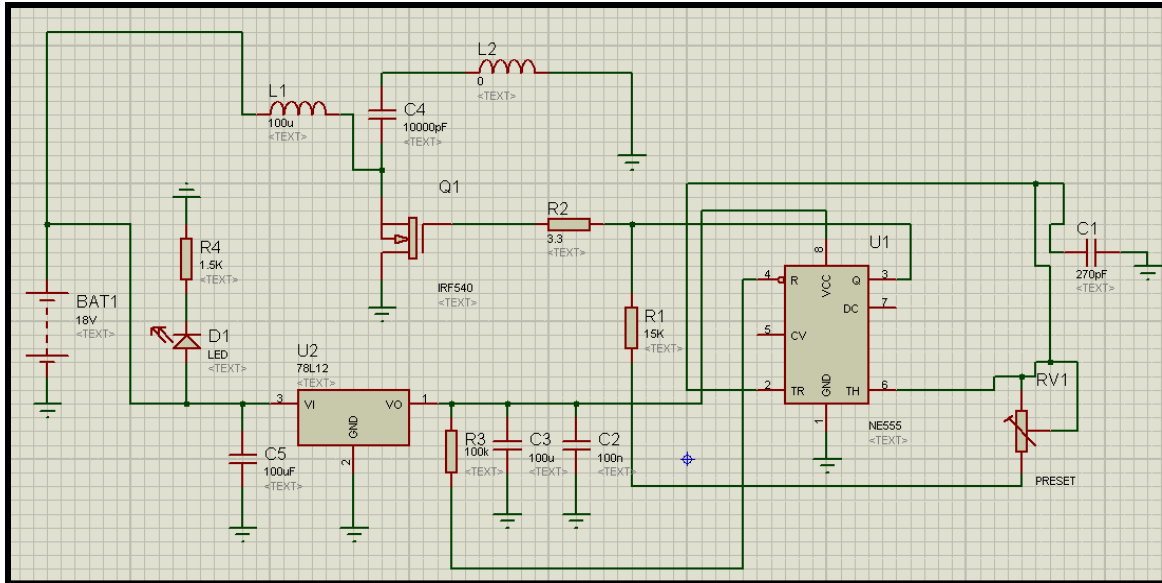 L2
0
<TEXT>
L1
100u
<TEXT>
C4
10000pF
<TEXT>
Q1
IRF540
R2
3.3
<TEXT>
U1
8
VCC
4
R
Q
3
DC
7
5
CV
2
TR
GND
TH
6
1
NE555
<TEXT>
C1
270pF
<TEXT>
R4
1.5K
<TEXT>
BAT1
18V
<TEXT>
D1
LED
<TEXT>
R1
15K
<TEXT>
RV1
PRESET
U2
78L12
<TEXT>
3
VI
VO
1
GND
2
C5
100uF
<TEXT>
R3
100k
<TEXT>
C3
100u
<TEXT>
C2
100n
<TEXT>